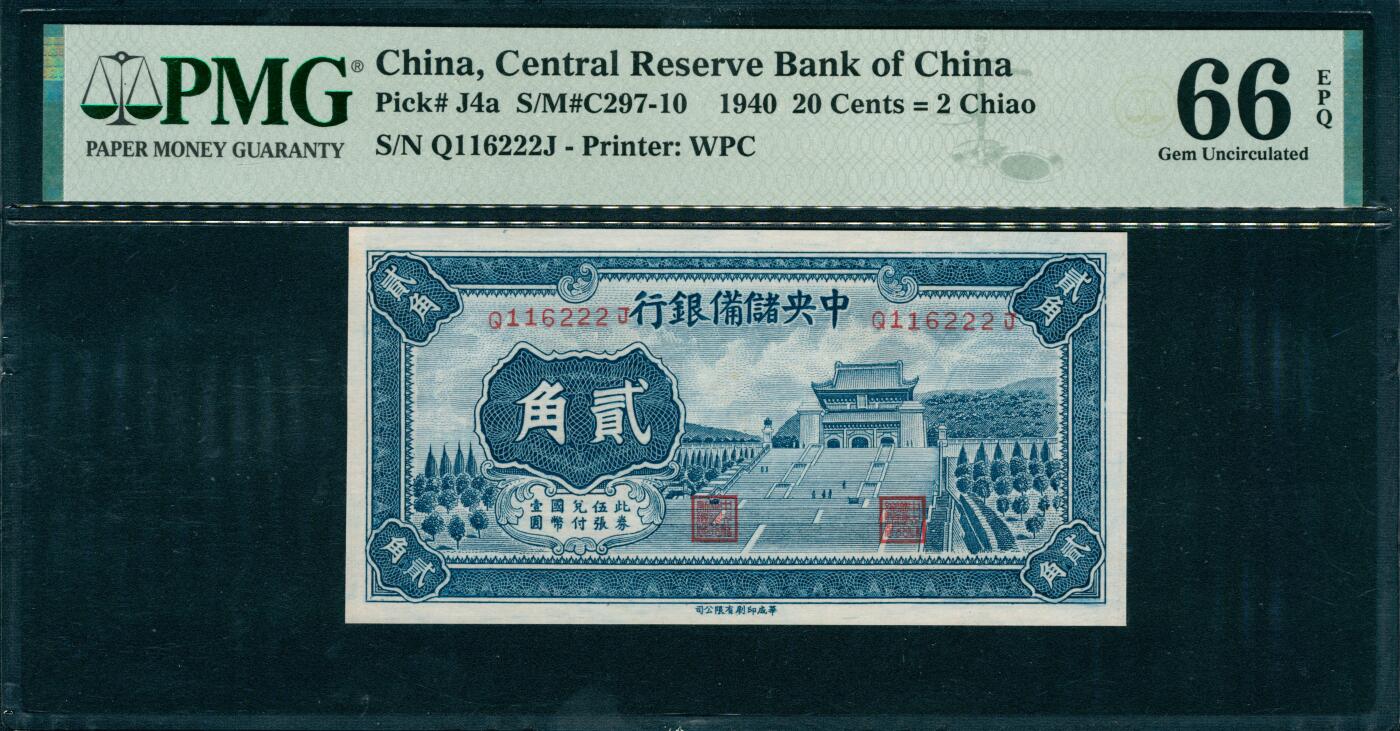 PMG®
PAPER MONEY GUARANTY
China, Central Reserve Bank of China
Pick# J4a S/M#C297-10 1940 20 Cents = 2 Chiao
S/N Q116222J - Printer: WPC
66
EPQ
Gem Uncirculated
貳角
貳角
行銀備儲央中
Q116222J
Q116222J
角貳
壹國兌伍此
圓幣付張券
角貳
角貳
司公限有刷印成華